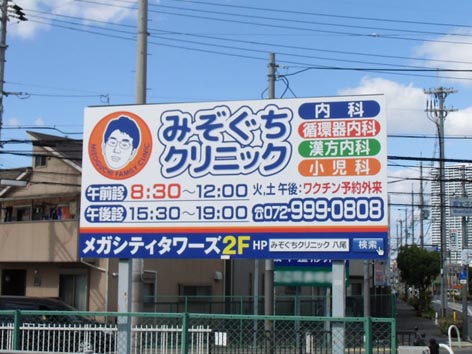 MIZOGUCHI FAMILY CLINIC
みぞぐち
クリニック
内科
循環器内科
漢方内科
小児科
午前診 8:30〜12:00 火,土午後:ワクチン予約外来
午後診 15:30〜19:00 ☎072-999-0808
メガシティタワーズ2F HP みぞぐちクリニック 八尾 検索